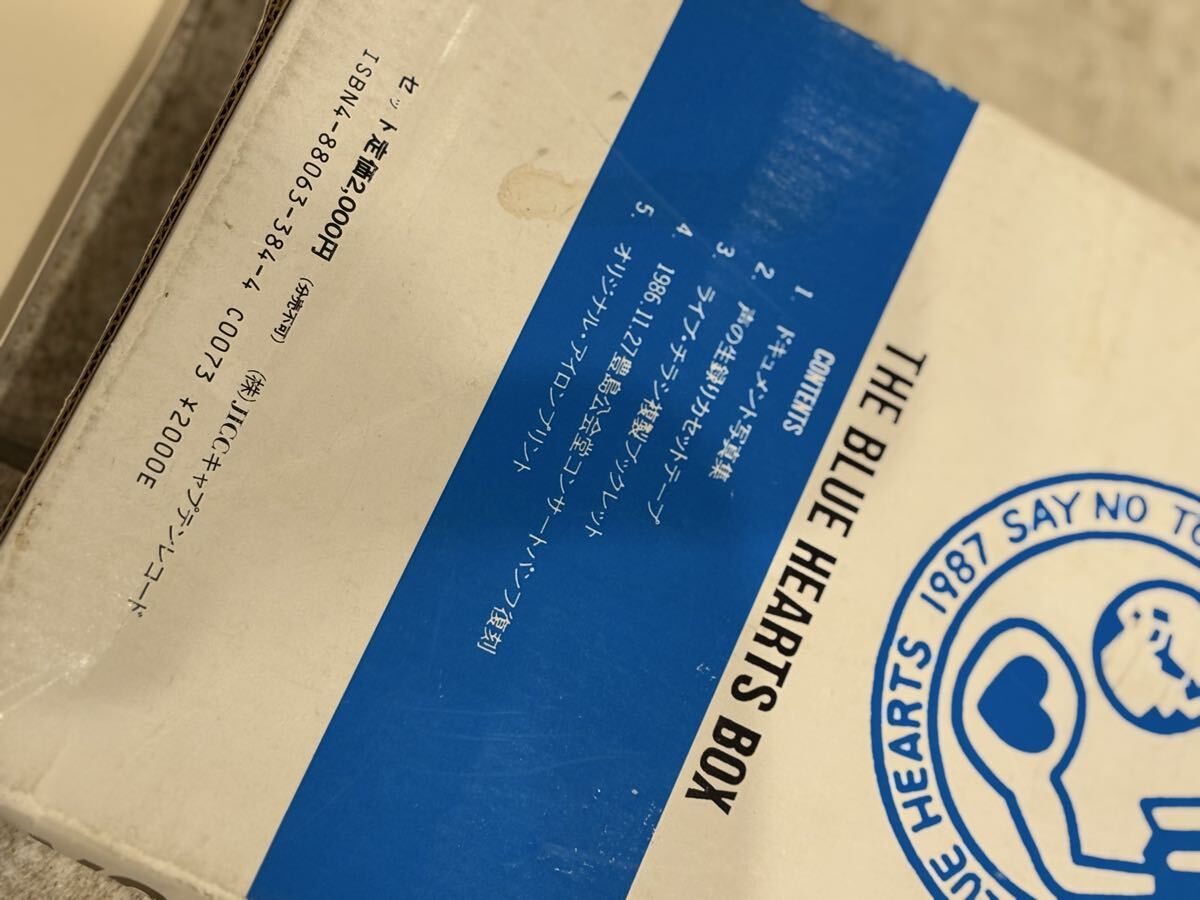 BLUE HEARTS 1987 SAY NO TO
THE BLUE HEARTS BOX
CONTENTS
1. ドキュメント写真集
2. 声の生録りカセットテープ
3. ライブ・チラシ複製ブックレット
4. 1986.11.27豊島公会堂コンサートパンフ復刻
5. オリジナル・アイロンプリント
セット定価2,000円(分売不可) (株)JICCキャプテンレコード
ISBN4-88063-384-4 C0073 ¥2000E